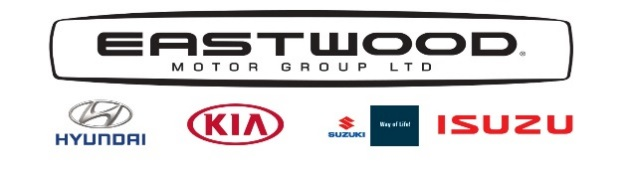 EASTWOOD®
MOTOR GROUP LTD
HYUNDAI
KIA
SUZUKI
Way of Life!
ISUZU